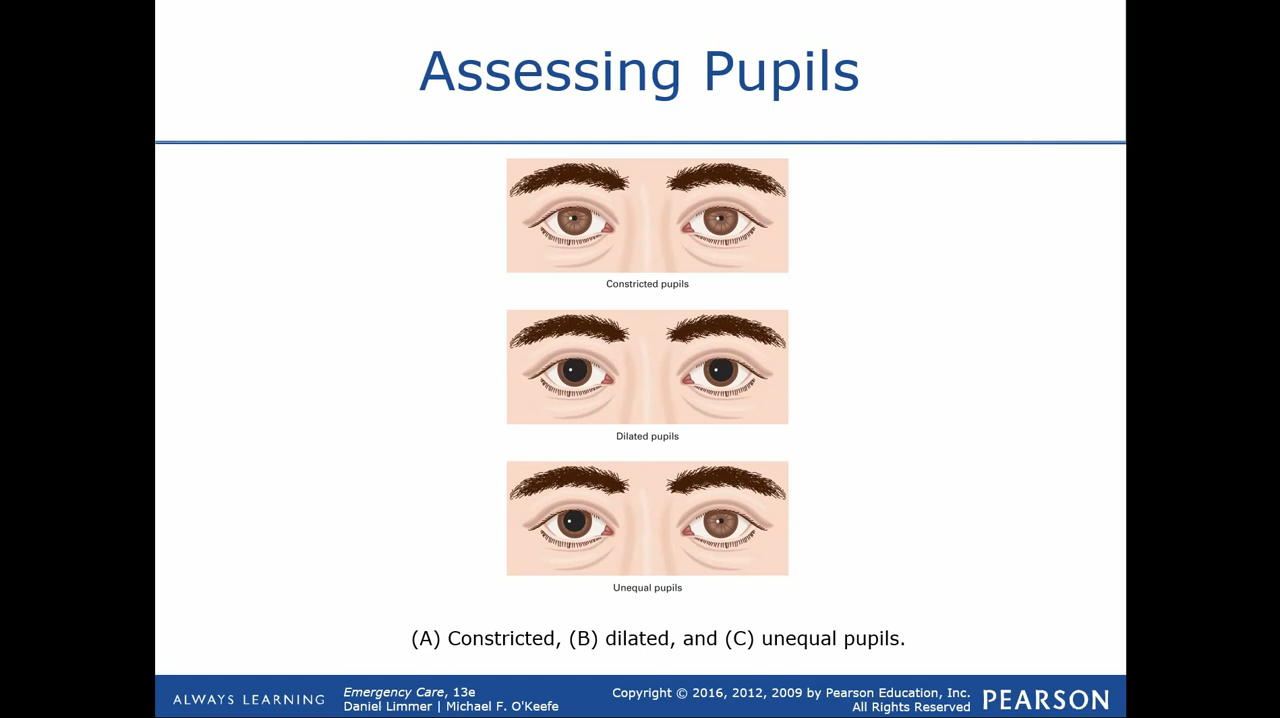 Assessing Pupils
Constricted pupils
Dilated pupils
Unequal pupils
(A) Constricted, (B) dilated, and (C) unequal pupils.
ALWAYS LEARNING
Emergency Care, 13e
Daniel Limmer | Michael F. O'Keefe
Copyright © 2016, 2012, 2009 by Pearson Education, Inc.
All Rights Reserved
PEARSON